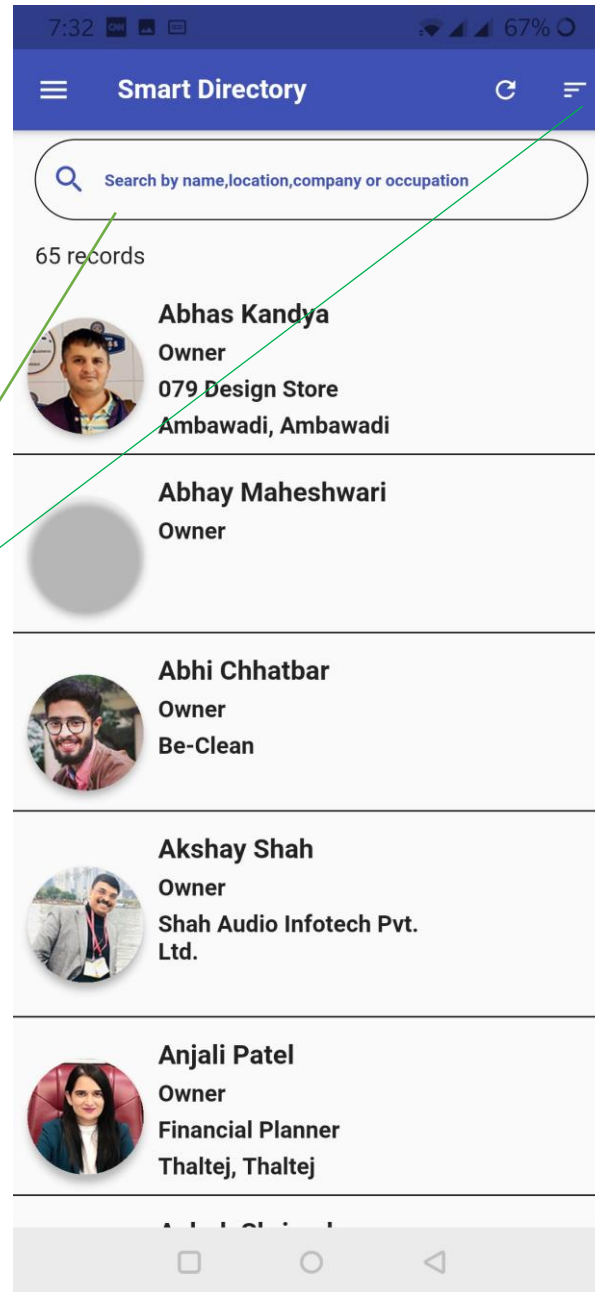 7:32
67%
Smart Directory
Search by name,location,company or occupation
65 records
Abhas Kandya
Owner
079 Design Store
Ambawadi, Ambawadi
Abhay Maheshwari
Owner
Abhi Chhatbar
Owner
Be-Clean
Akshay Shah
Owner
Shah Audio Infotech Pvt.
Ltd.
Anjali Patel
Owner
Financial Planner
Thaltej, Thaltej